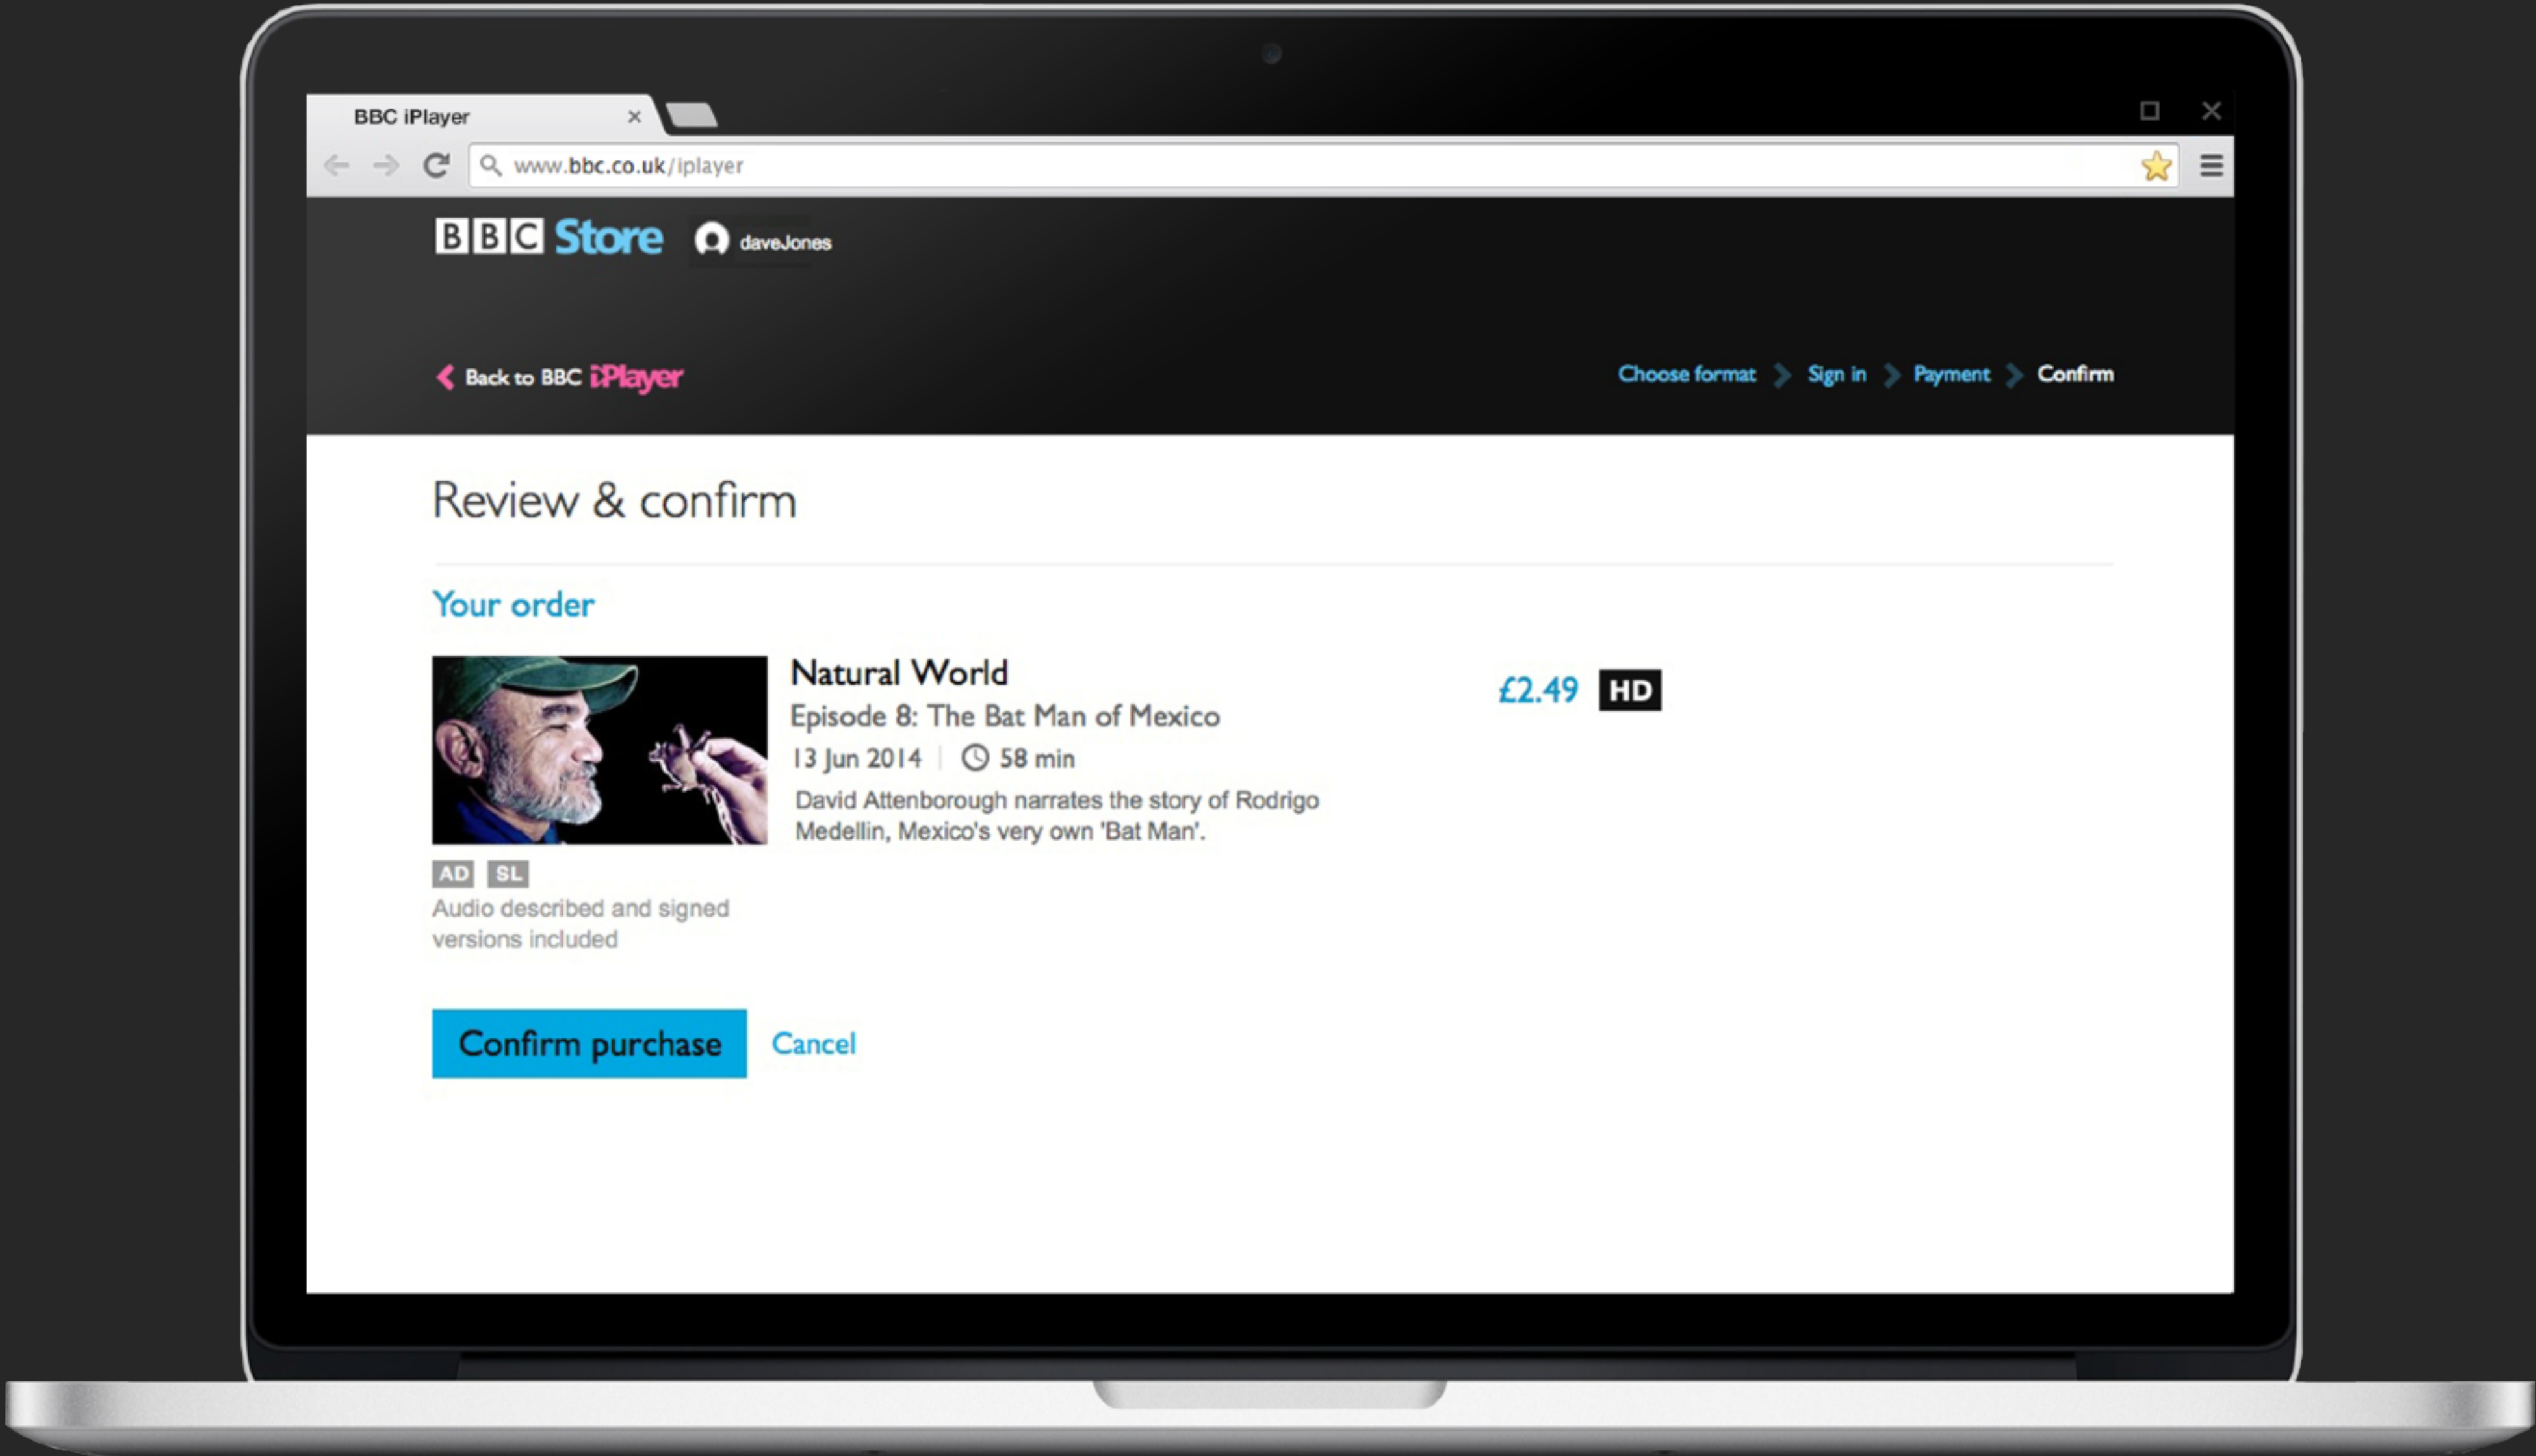 BBC iPlayer
www.bbc.co.uk/iplayer
BBC Store daveJones
Back to BBC iPlayer
Choose format Sign in Payment Confirm
Review & confirm
Your order
Natural World
Episode 8: The Bat Man of Mexico
13 Jun 2014 58 min
David Attenborough narrates the story of Rodrigo
Medellin, Mexico's very own 'Bat Man'.
£2.49 HD
AD SL
Audio described and signed
versions included
Confirm purchase Cancel